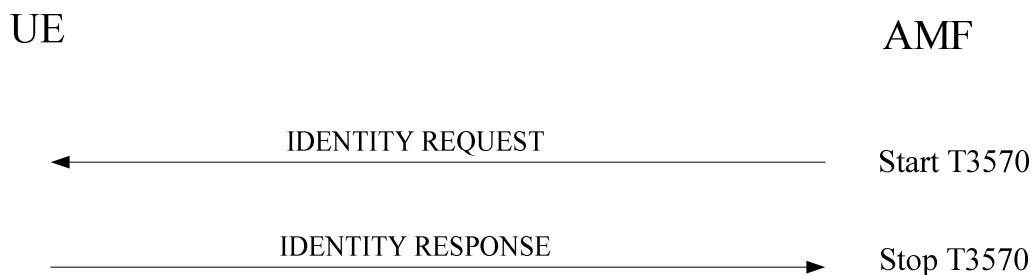 UE
AMF
IDENTITY REQUEST
Start T3570
IDENTITY RESPONSE
Stop T3570